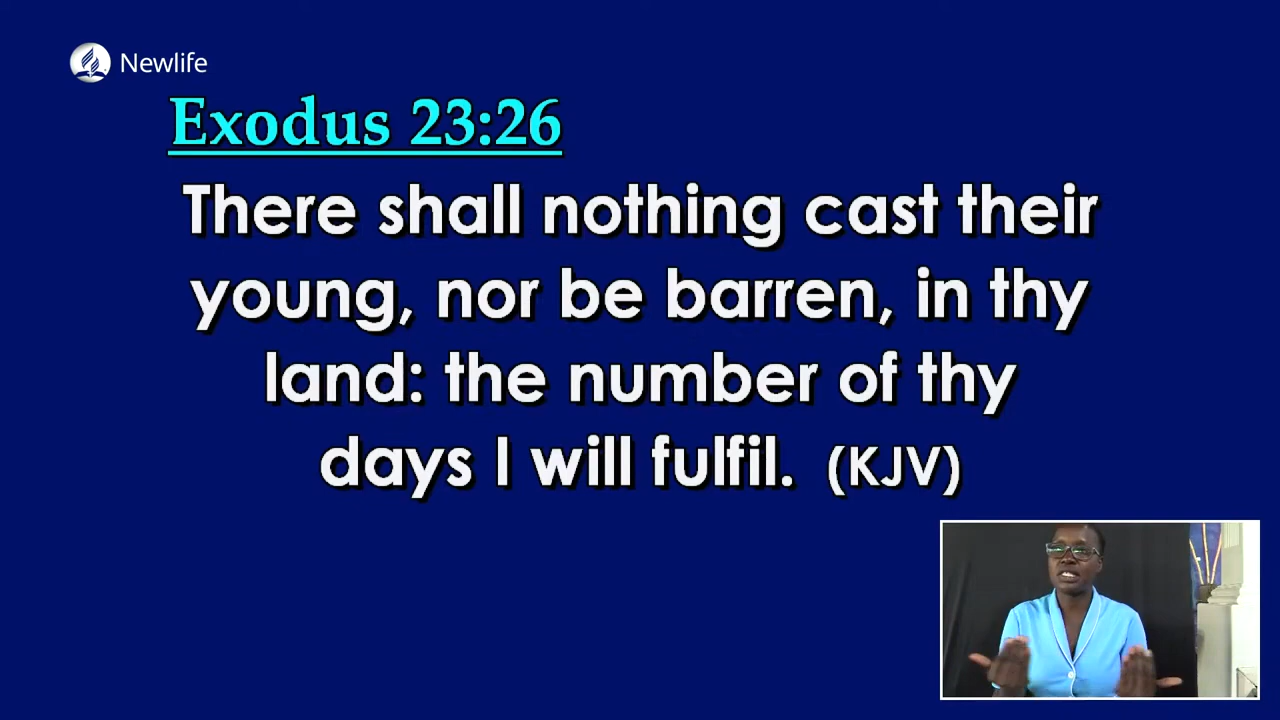 Newlife
Exodus 23:26
There shall nothing cast their
young, nor be barren, in thy
land: the number of thy
days I will fulfil. (KJV)